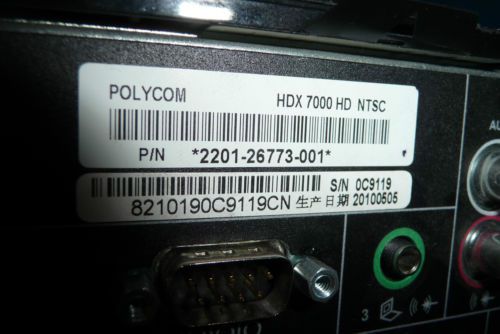 POLYCOM HDX 7000 HD NTSC
P/N *2201-26773-001*
S/N 0C9119
8210190C9119CN 生产日期 20100505
3